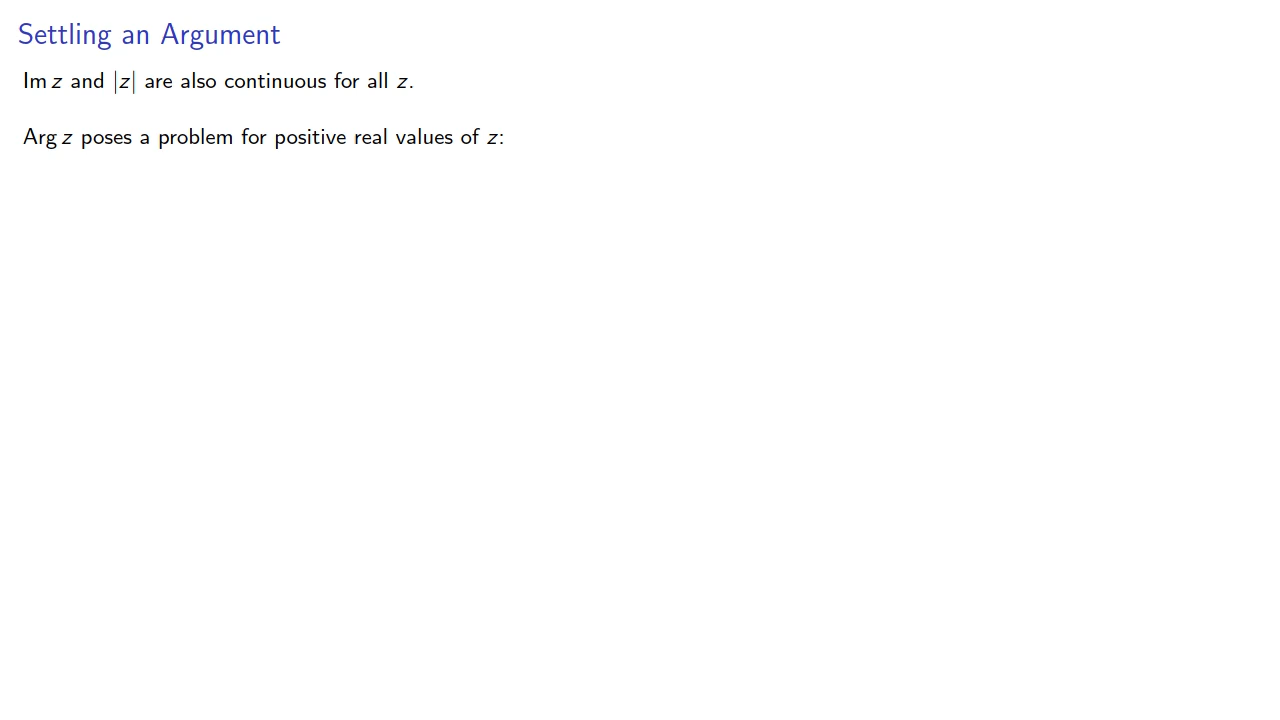 Settling an Argument
Im z and |z| are also continuous for all z.
Arg z poses a problem for positive real values of z: